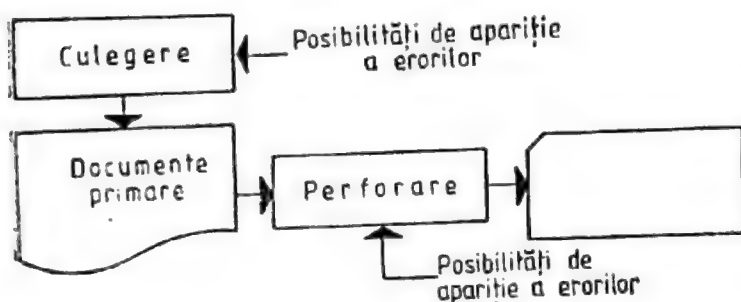 Culegere
Posibilități de apariție
a erorilor
Documente
primare
Perforare
Posibilități de
apariție a erorilor